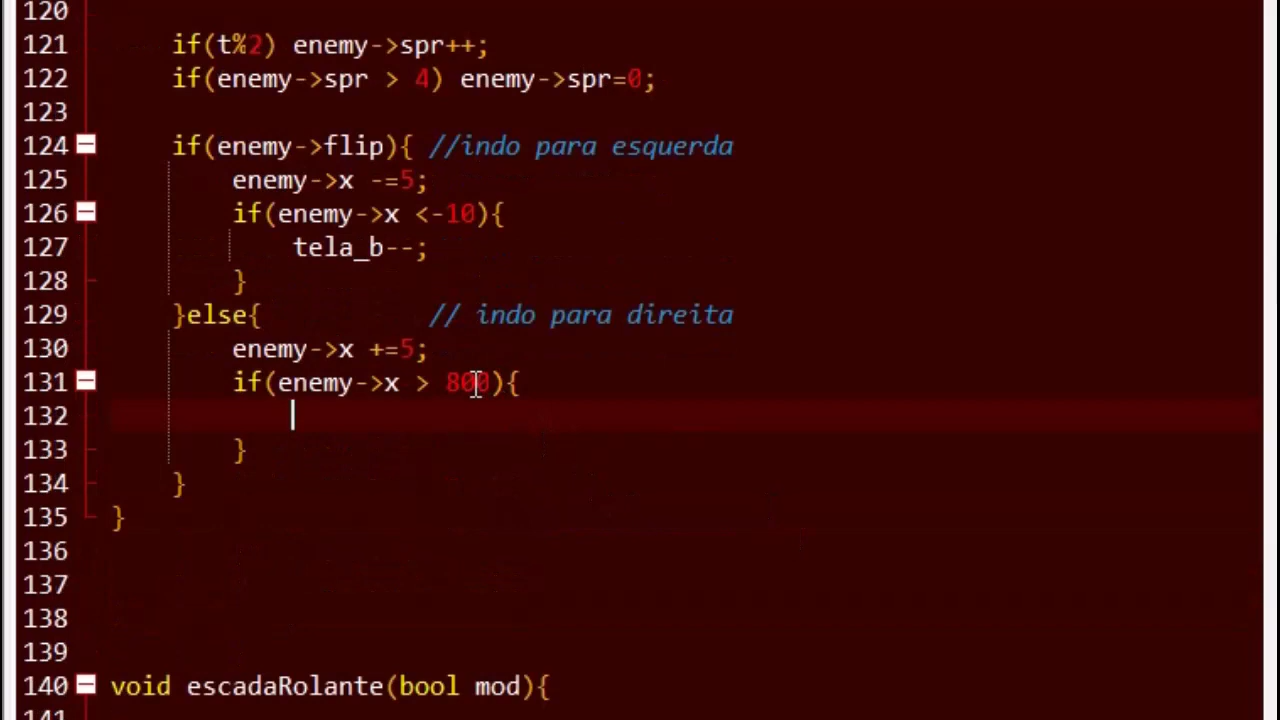 120
121 if(t%2) enemy->spr++;
122 if(enemy->spr > 4) enemy->spr=0;
123
124 if(enemy->flip){ //indo para esquerda
125 enemy->x -=5;
126 if(enemy->x <-10){
127 tela_b--;
128 }
129 }else{ // indo para direita
130 enemy->x +=5;
131 if(enemy->x > 800){
132
133 }
134 }
135 }
136
137
138
139
140 void escadaRolante(bool mod){
141